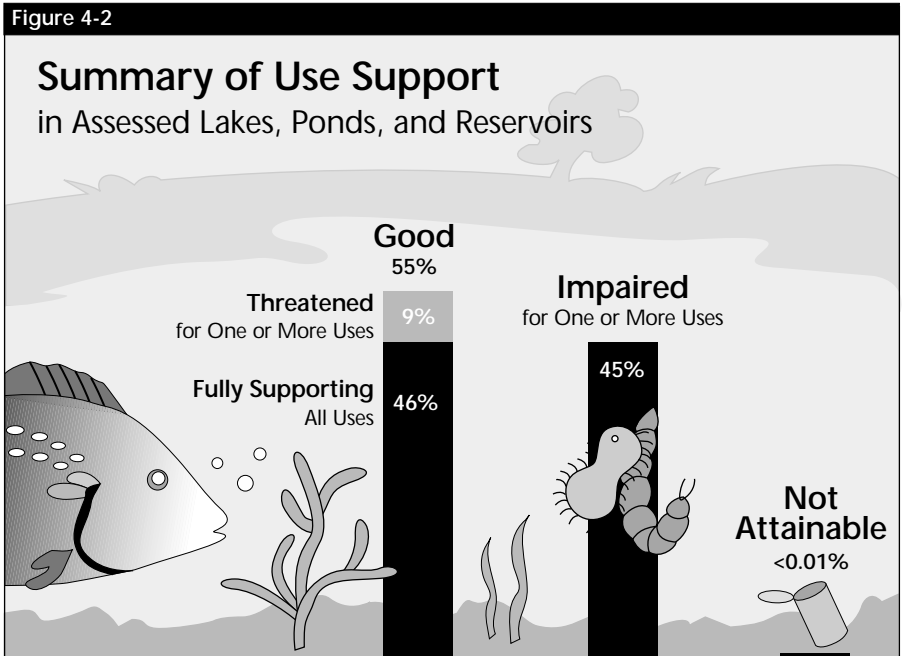 Figure 4-2
Summary of Use Support
in Assessed Lakes, Ponds, and Reservoirs
Good
55%
Threatened
for One or More Uses
9%
Fully Supporting
All Uses
46%
Impaired
for One or More Uses
45%
Not
Attainable
<0.01%